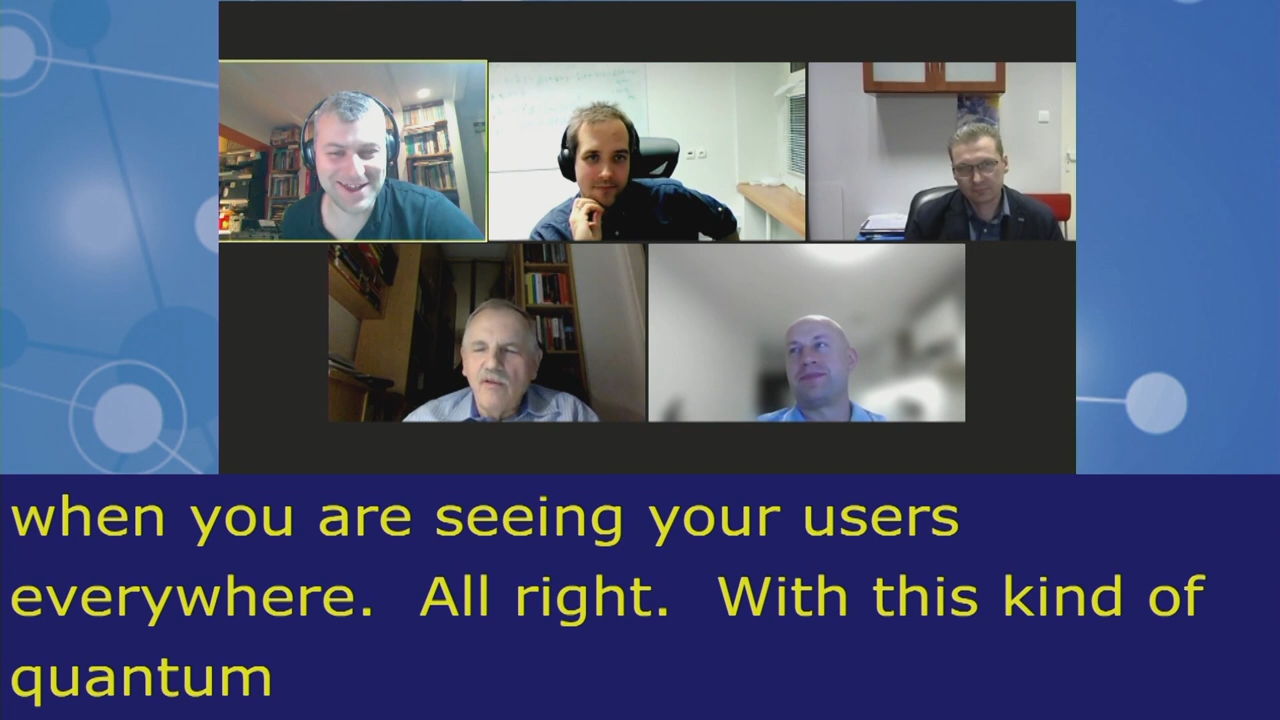 when you are seeing your users
everywhere.  All right.  With this kind of
quantum